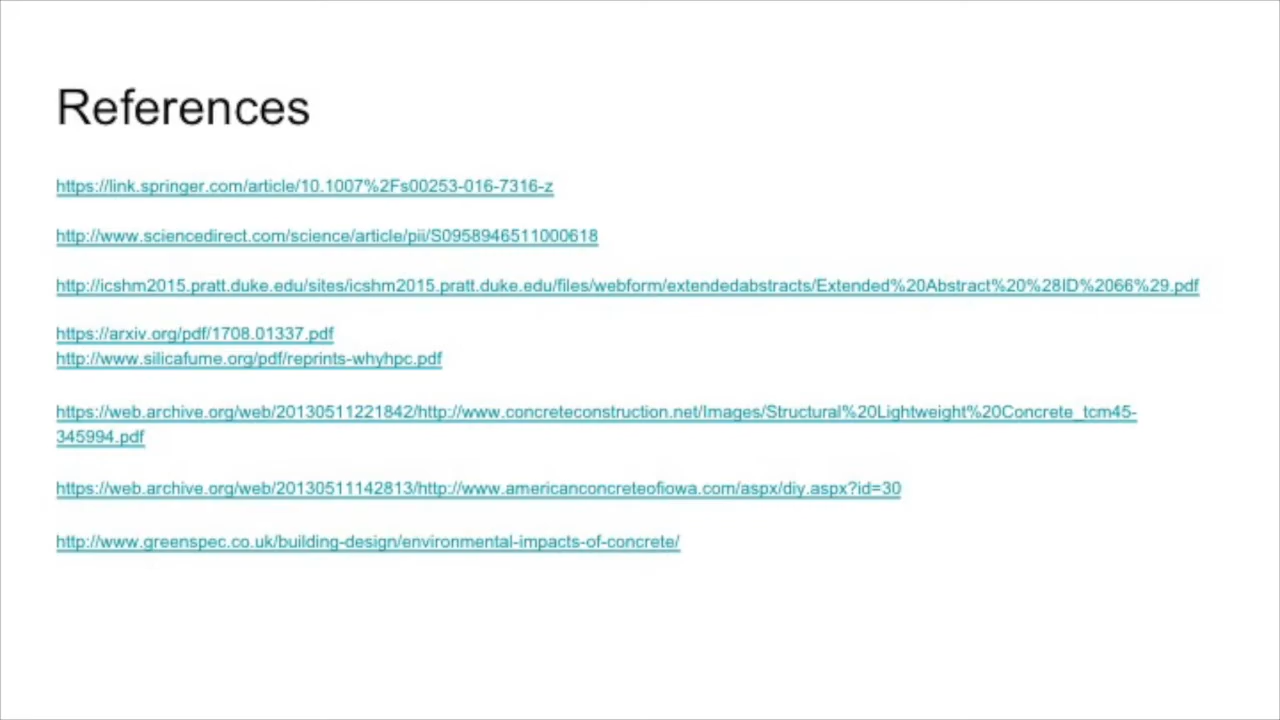 References
https://link.springer.com/article/10.1007%2Fs00253-016-7316-z
http://www.sciencedirect.com/science/article/pii/S0958946511000618
http://icshm2015.pratt.duke.edu/sites/icshm2015.pratt.duke.edu/files/webform/extendedabstracts/Extended%20Abstract%20%28ID%2066%29.pdf
https://arxiv.org/pdf/1708.01337.pdf
http://www.silicafume.org/pdf/reprints-whyhpc.pdf
https://web.archive.org/web/20130511221842/http://www.concreteconstruction.net/Images/Structural%20Lightweight%20Concrete_tcm45-
345994.pdf
https://web.archive.org/web/20130511142813/http://www.americanconcreteofiowa.com/aspx/diy.aspx?id=30
http://www.greenspec.co.uk/building-design/environmental-impacts-of-concrete/